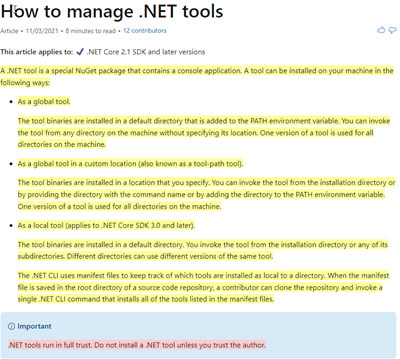 How to manage .NET tools
Article • 11/03/2021 • 8 minutes to read • 12 contributors
This article applies to: ✔ .NET Core 2.1 SDK and later versions
A .NET tool is a special NuGet package that contains a console application. A tool can be installed on your machine in the
following ways:
• As a global tool.
The tool binaries are installed in a default directory that is added to the PATH environment variable. You can invoke
the tool from any directory on the machine without specifying its location. One version of a tool is used for all
directories on the machine.
• As a global tool in a custom location (also known as a tool-path tool).
The tool binaries are installed in a location that you specify. You can invoke the tool from the installation directory or
by providing the directory with the command name or by adding the directory to the PATH environment variable.
One version of a tool is used for all directories on the machine.
• As a local tool (applies to .NET Core SDK 3.0 and later).
The tool binaries are installed in a default directory. You invoke the tool from the installation directory or any of its
subdirectories. Different directories can use different versions of the same tool.
The .NET CLI uses manifest files to keep track of which tools are installed as local to a directory. When the manifest
file is saved in the root directory of a source code repository, a contributor can clone the repository and invoke a
single .NET CLI command that installs all of the tools listed in the manifest files.
Important
.NET tools run in full trust. Do not install a .NET tool unless you trust the author.